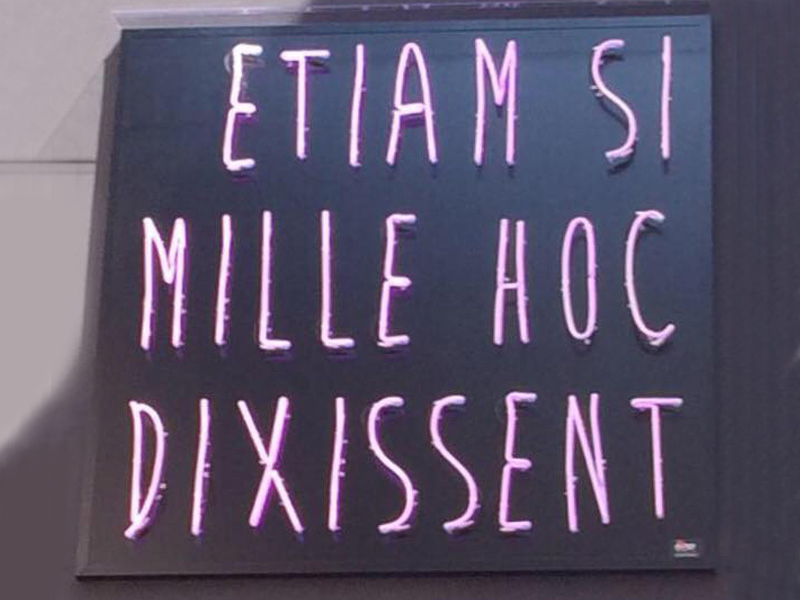 ETIAM SI
MILLE HOC
DIXISSENT